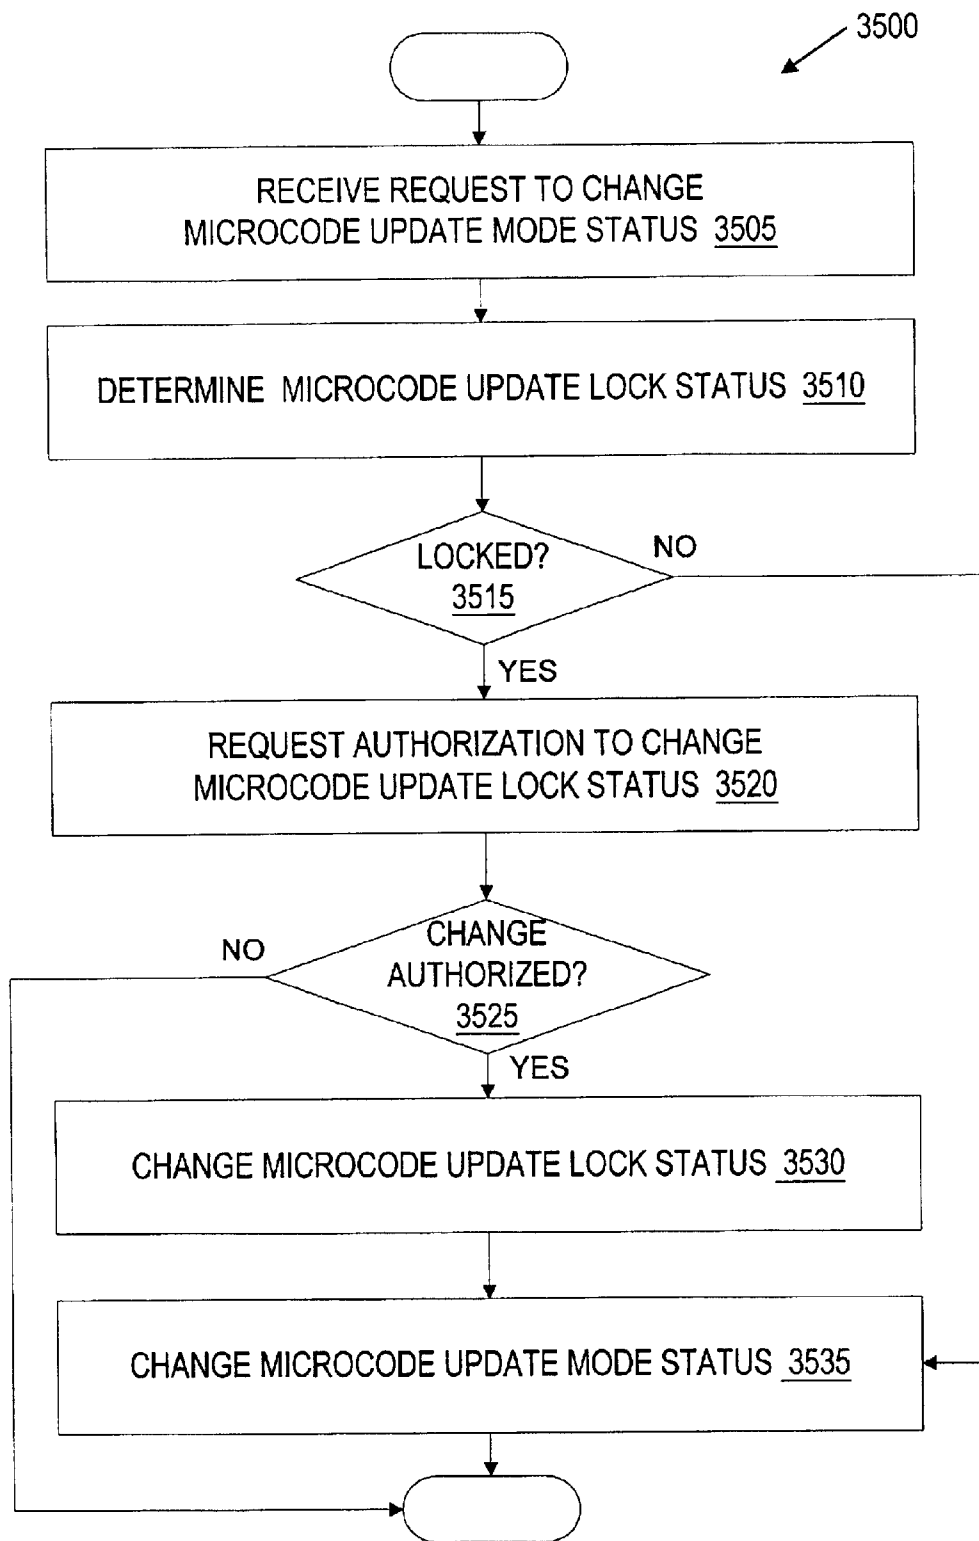 3500
RECEIVE REQUEST TO CHANGE
MICROCODE UPDATE MODE STATUS 3505
DETERMINE MICROCODE UPDATE LOCK STATUS 3510
LOCKED?
3515
NO
YES
REQUEST AUTHORIZATION TO CHANGE
MICROCODE UPDATE LOCK STATUS 3520
NO
CHANGE
AUTHORIZED?
3525
YES
CHANGE MICROCODE UPDATE LOCK STATUS 3530
CHANGE MICROCODE UPDATE MODE STATUS 3535